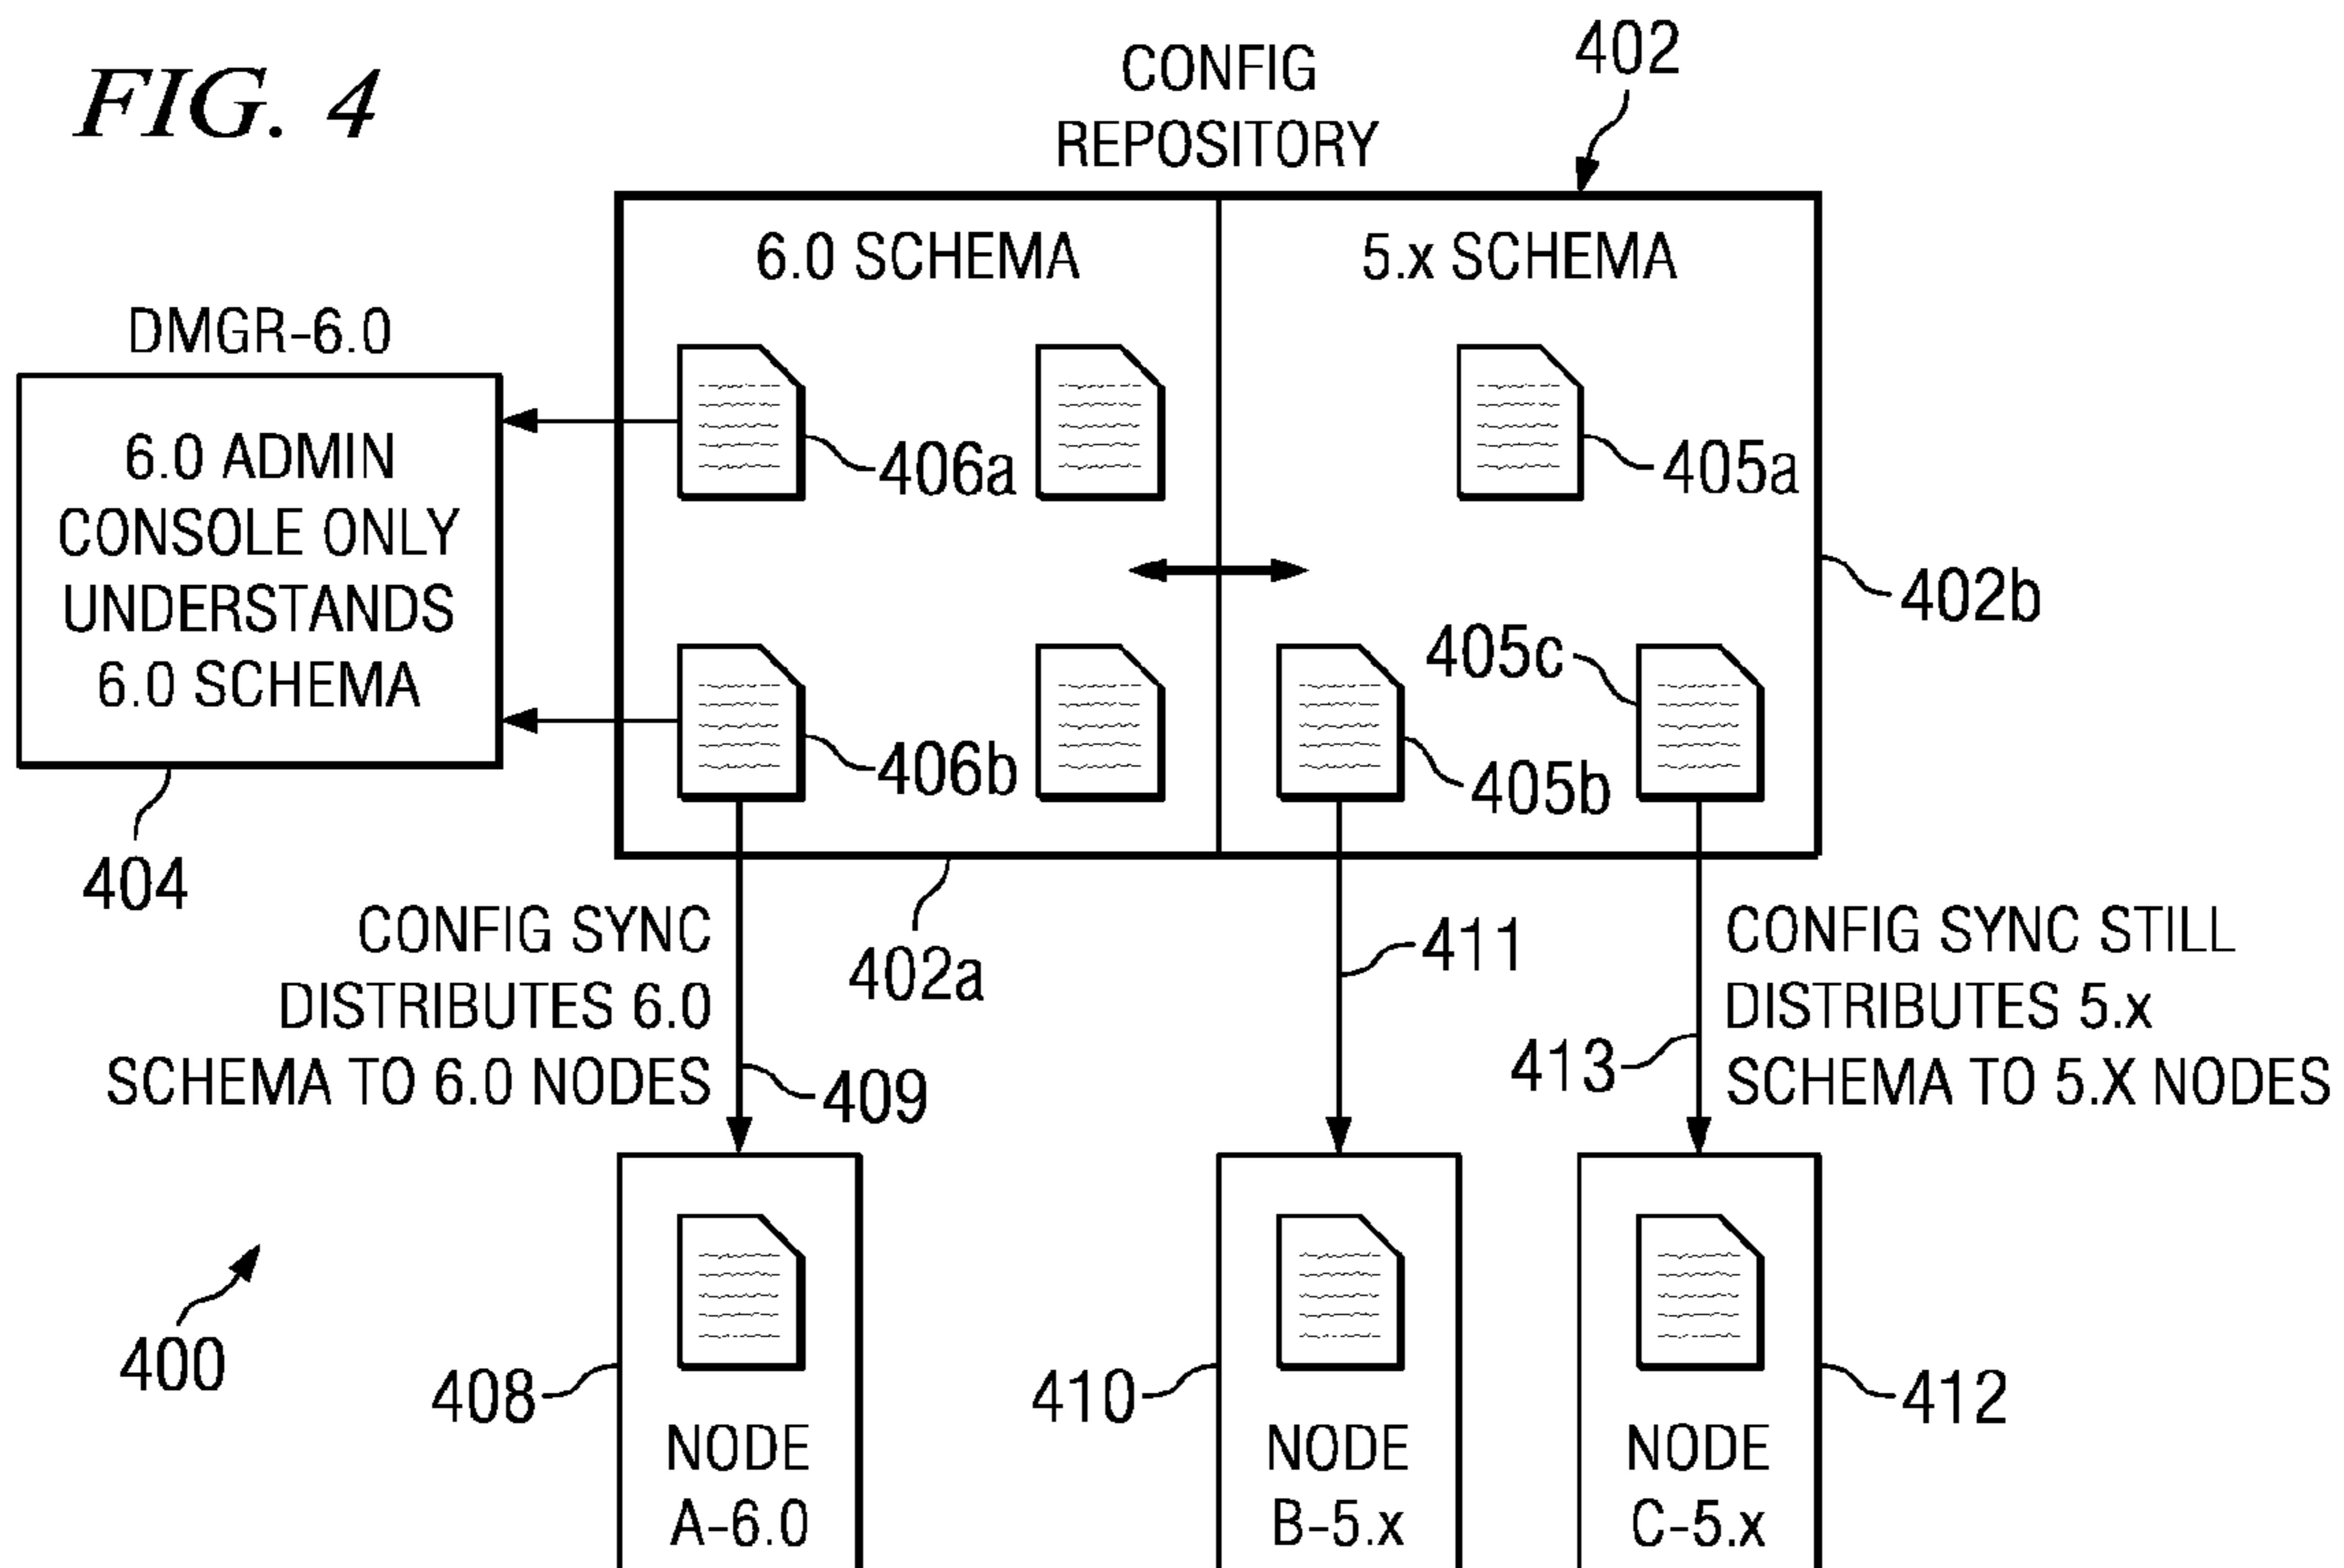 FIG. 4
CONFIG
REPOSITORY
402
6.0 SCHEMA
5.x SCHEMA
DMGR-6.0
6.0 ADMIN
CONSOLE ONLY
UNDERSTANDS
6.0 SCHEMA
404
406a
405a
402b
406b
405c
405b
402a
CONFIG SYNC
DISTRIBUTES 6.0
SCHEMA TO 6.0 NODES
409
411
413
CONFIG SYNC STILL
DISTRIBUTES 5.x
SCHEMA TO 5.X NODES
400
408
NODE
A-6.0
410
NODE
B-5.x
412
NODE
C-5.x